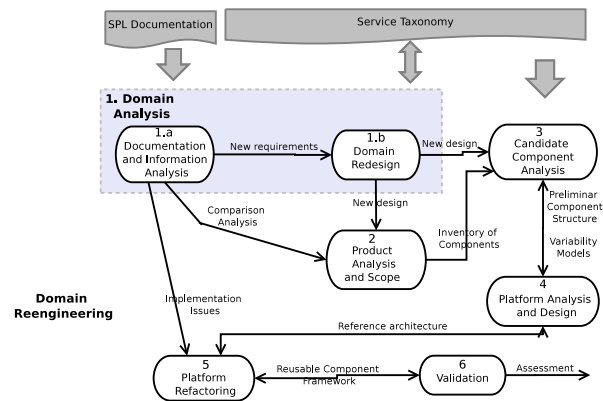 SPL Documentation
Service Taxonomy
1. Domain
Analysis
1.a
Documentation
and Information
Analysis
New requirements
1.b
Domain
Redesign
New design
3
Candidate
Component
Analysis
Comparison
Analysis
New design
2
Product
Analysis
and Scope
Inventory of
Components
Preliminar
Component
Structure
Variability
Models
4
Platform Analysis
and Design
Domain
Reengineering
Implementation
Issues
Reference architecture
5
Platform
Refactoring
Reusable Component
Framework
6
Validation
Assessment